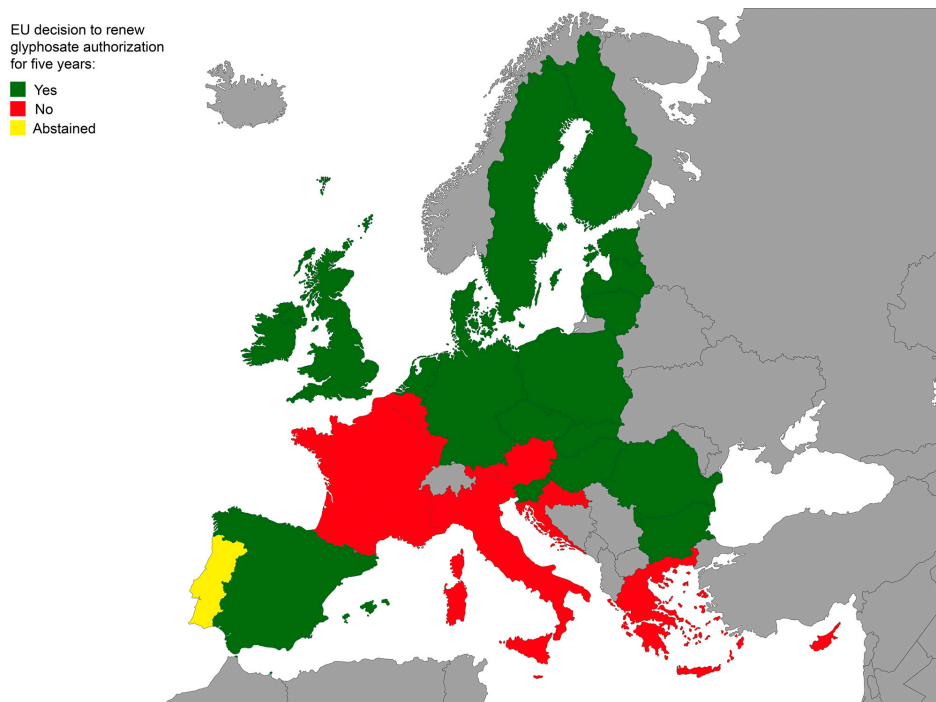 EU decision to renew
glyphosate authorization
for five years:
Yes
No
Abstained